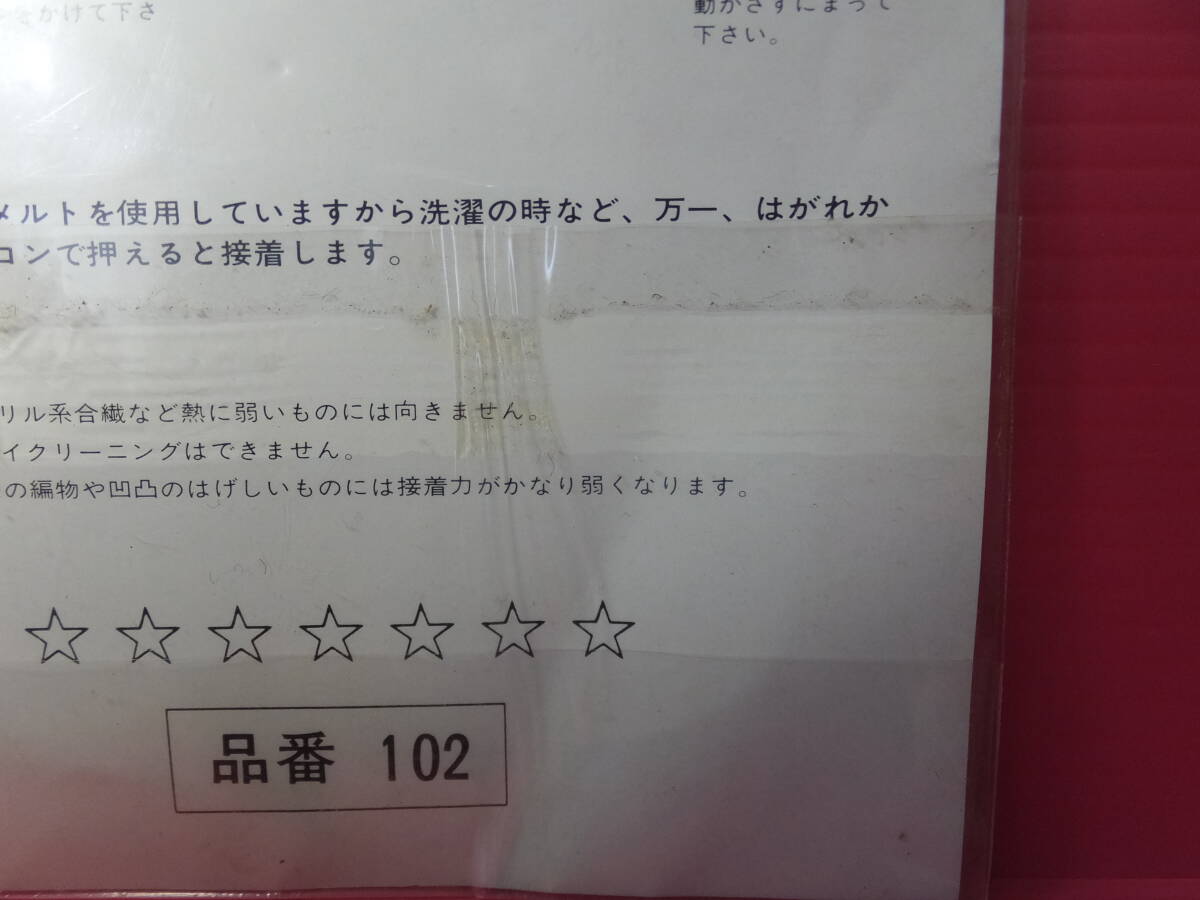 をかけて下さ
動かさずにまって
下さい。
メルトを使用していますから洗濯の時など、万一、はがれか
コンで押えると接着します。
リル系合繊など熱に弱いものには向きません。
イクリーニングはできません。
の編物や凹凸のはげしいものには接着力がかなり弱くなります。
☆☆☆☆☆☆☆
品番 102